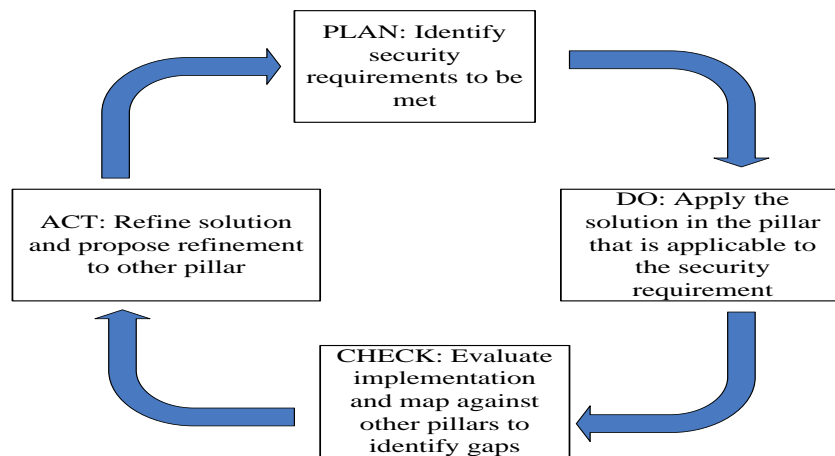 PLAN: Identify
security
requirements to be
met
DO: Apply the
solution in the pillar
that is applicable to
the security
requirement
CHECK: Evaluate
implementation
and map against
other pillars to
identify gaps
ACT: Refine solution
and propose refinement
to other pillar